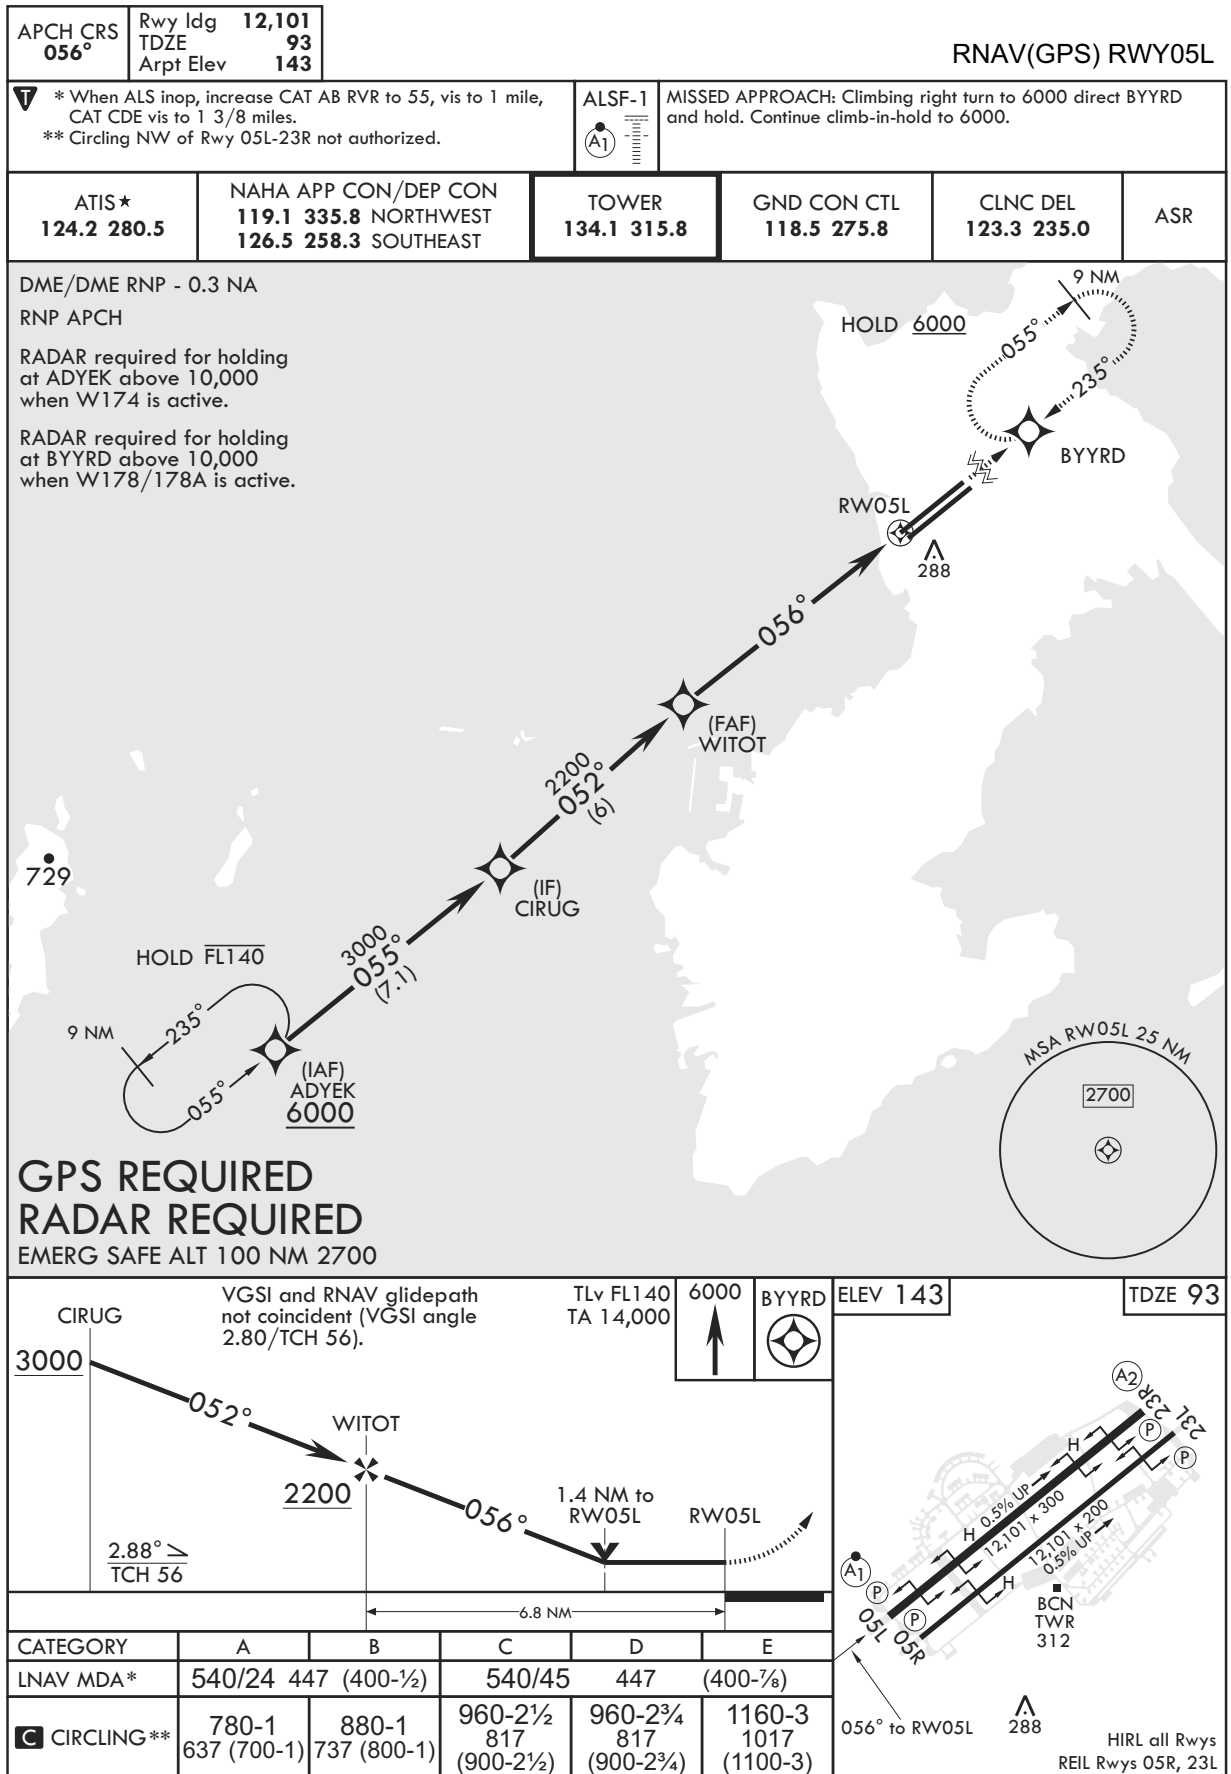 APCH CRS
056°
Rwy ldg 12,101
TDZE 93
Arpt Elev 143
RNAV(GPS) RWY05L
T
* When ALS inop, increase CAT AB RVR to 55, vis to 1 mile,
CAT CDE vis to 1 3/8 miles.
** Circling NW of Rwy 05L-23R not authorized.
ALSF-1
A1
MISSED APPROACH: Climbing right turn to 6000 direct BYYRD
and hold. Continue climb-in-hold to 6000.
ATIS★
124.2 280.5
NAHA APP CON/DEP CON
119.1 335.8 NORTHWEST
126.5 258.3 SOUTHEAST
TOWER
134.1 315.8
GND CON CTL
118.5 275.8
CLNC DEL
123.3 235.0
ASR
DME/DME RNP - 0.3 NA
RNP APCH
RADAR required for holding
at ADYEK above 10,000
when W174 is active.
RADAR required for holding
at BYYRD above 10,000
when W178/178A is active.
9 NM
HOLD 6000
055°
235°
BYYRD
RW05L
288
056°
(FAF)
WITOT
2200
052°
(6)
729
(IF)
CIRUG
3000
055°
(7.1)
HOLD FL140
9 NM
235°
055°
(IAF)
ADYEK
6000
MSA RW05L 25 NM
2700
GPS REQUIRED
RADAR REQUIRED
EMERG SAFE ALT 100 NM 2700
CIRUG
3000
VGSI and RNAV glidepath
not coincident (VGSI angle
2.80/TCH 56).
TLv FL140
TA 14,000
6000
BYYRD
052°
WITOT
2200
056°
1.4 NM to
RW05L
RW05L
2.88°
TCH 56
6.8 NM
ELEV 143
TDZE 93
A2
23R
23L
P
P
H
0.5% UP
12,101 x 300
H
12,101 x 200
0.5% UP
H
A1
P
P
05L
05R
BCN
TWR
312
056° to RW05L
288
HIRL all Rwys
REIL Rwys 05R, 23L
CATEGORY A B C D E
LNAV MDA* 540/24 447 (400-½) 540/45 447 (400-⅞)
C CIRCLING** 780-1 880-1 960-2½ 960-2¾ 1160-3
637 (700-1) 737 (800-1) 817 817 1017
(900-2½) (900-2¾) (1100-3)